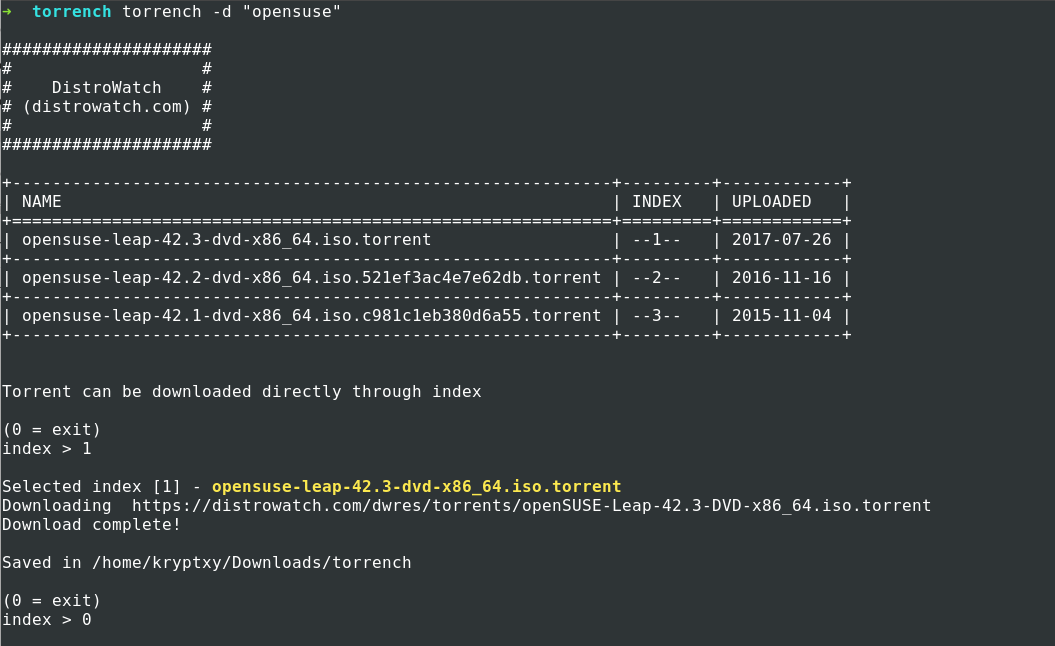 ➜  torrench torrench -d "opensuse"

#####################
#                   #
#    DistroWatch    #
# (distrowatch.com) #
#                   #
#####################

+------------------------------------------------------------+---------+------------+
| NAME                                                       | INDEX   | UPLOADED   |
+============================================================+=========+============+
| opensuse-leap-42.3-dvd-x86_64.iso.torrent                  | --1--   | 2017-07-26 |
+------------------------------------------------------------+---------+------------+
| opensuse-leap-42.2-dvd-x86_64.iso.521ef3ac4e7e62db.torrent | --2--   | 2016-11-16 |
+------------------------------------------------------------+---------+------------+
| opensuse-leap-42.1-dvd-x86_64.iso.c981c1eb380d6a55.torrent | --3--   | 2015-11-04 |
+------------------------------------------------------------+---------+------------+

Torrent can be downloaded directly through index

(0 = exit)
index > 1

Selected index [1] - opensuse-leap-42.3-dvd-x86_64.iso.torrent
Downloading  https://distrowatch.com/dwres/torrents/openSUSE-Leap-42.3-DVD-x86_64.iso.torrent
Download complete!

Saved in /home/kryptxy/Downloads/torrench

(0 = exit)
index > 0